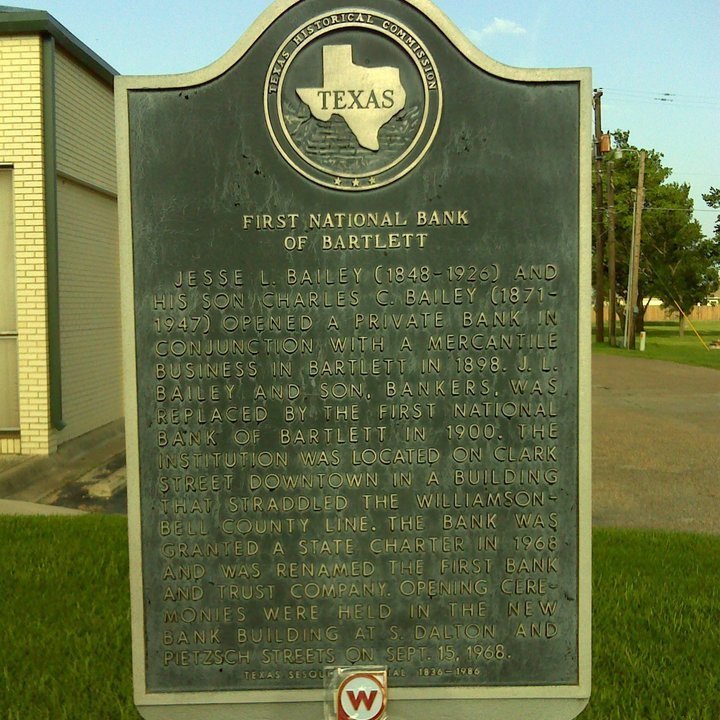 TEXAS HISTORICAL COMMISSION
TEXAS
FIRST NATIONAL BANK
OF BARTLETT
JESSE L. BAILEY (1848-1926) AND
HIS SON CHARLES C. BAILEY (1871-
1947) OPENED A PRIVATE BANK IN
CONJUNCTION WITH A MERCANTILE
BUSINESS IN BARTLETT IN 1898. J. L.
BAILEY AND SON, BANKERS, WAS
REPLACED BY THE FIRST NATIONAL
BANK OF BARTLETT IN 1900. THE
INSTITUTION WAS LOCATED ON CLARK
STREET DOWNTOWN IN A BUILDING
THAT STRADDLED THE WILLIAMSON-
BELL COUNTY LINE. THE BANK WAS
GRANTED A STATE CHARTER IN 1968
AND WAS RENAMED THE FIRST BANK
AND TRUST COMPANY. OPENING CERE-
MONIES WERE HELD IN THE NEW
BANK BUILDING AT S. DALTON AND
PIETZSCH STREETS ON SEPT. 15, 1968.
TEXAS 1836-1986
W